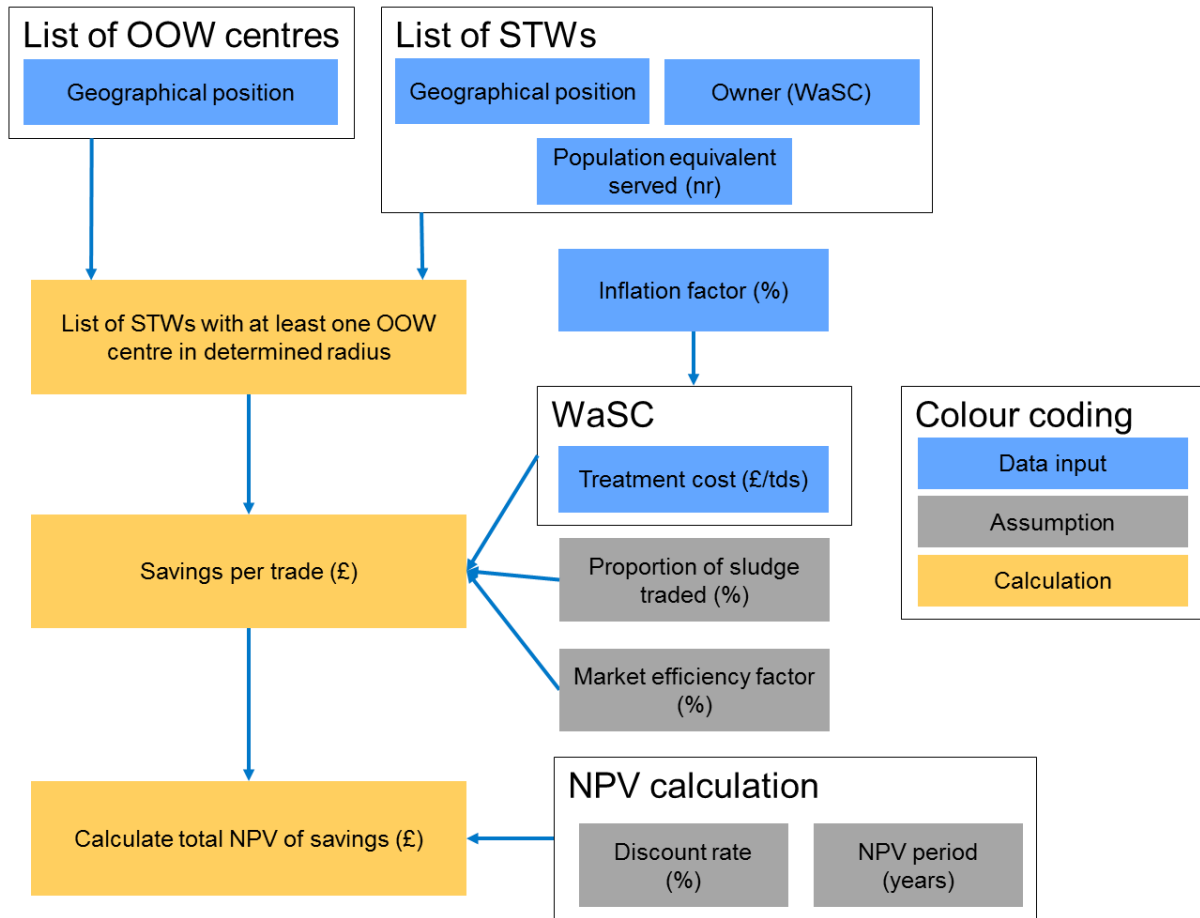 List of OOW centres
Geographical position
List of STWs
Geographical position
Owner (WaSC)
Population equivalent
served (nr)
Inflation factor (%)
List of STWs with at least one OOW
centre in determined radius
WaSC
Treatment cost (£/tds)
Colour coding
Data input
Assumption
Calculation
Savings per trade (£)
Proportion of sludge
traded (%)
Market efficiency factor
(%)
NPV calculation
Calculate total NPV of savings (£)
Discount rate
(%)
NPV period
(years)